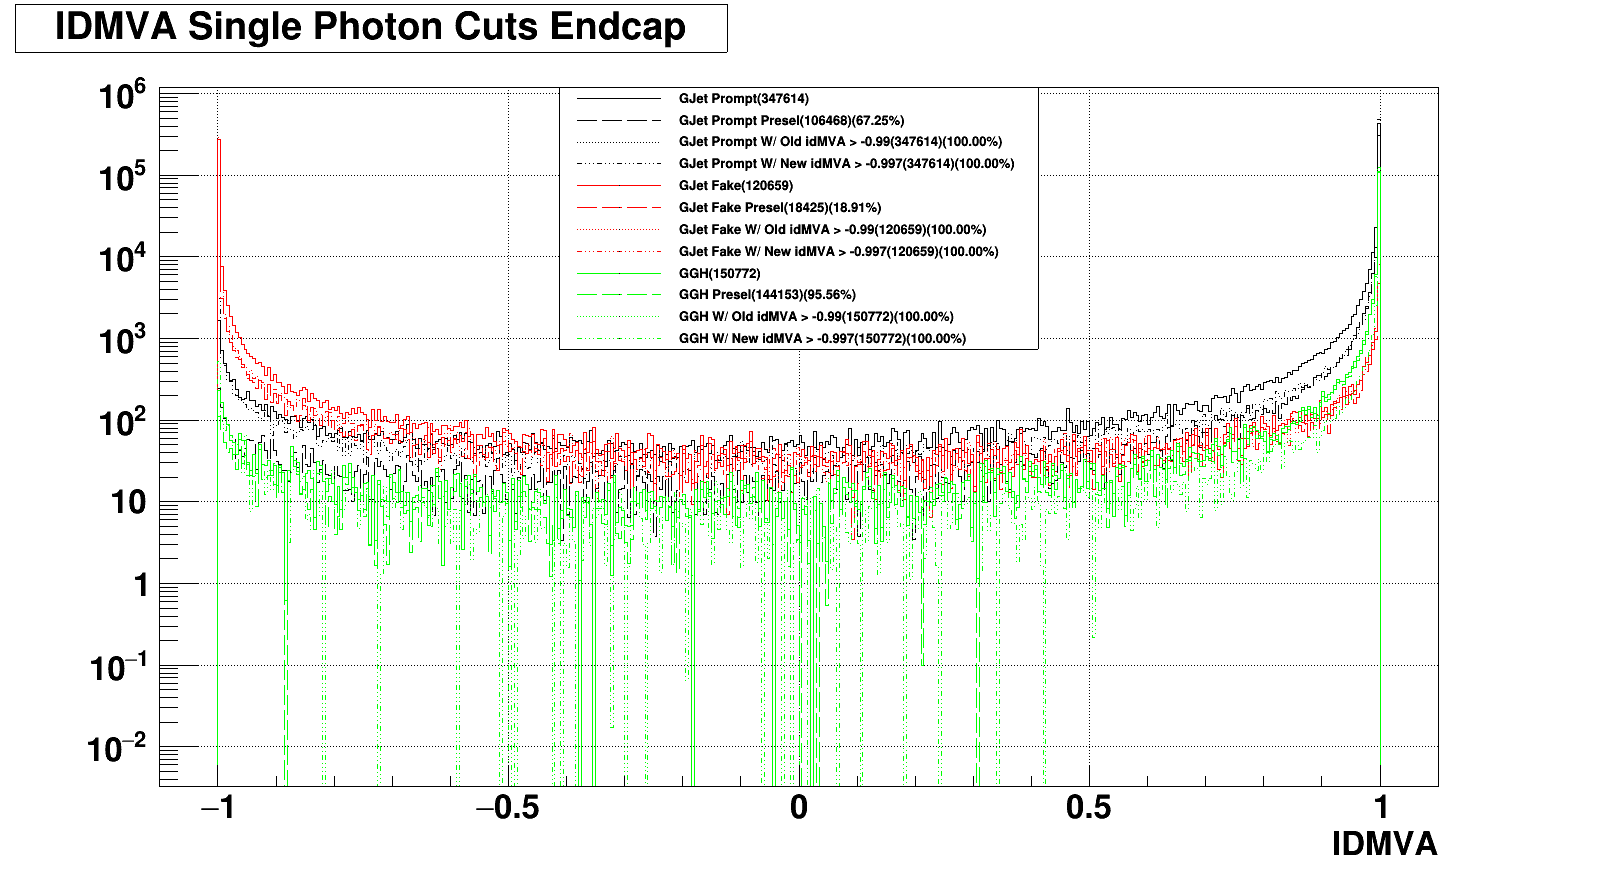 IDMVA Single Photon Cuts Endcap
10^6
10^5
10^4
10^3
10^2
10
1
10^−1
10^−2
GJet Prompt(347614)
GJet Prompt Presel(106468)(67.25%)
GJet Prompt W/ Old idMVA > -0.99(347614)(100.00%)
GJet Prompt W/ New idMVA > -0.997(347614)(100.00%)
GJet Fake(120659)
GJet Fake Presel(18425)(18.91%)
GJet Fake W/ Old idMVA > -0.99(120659)(100.00%)
GJet Fake W/ New idMVA > -0.997(120659)(100.00%)
GGH(150772)
GGH Presel(144153)(95.56%)
GGH W/ Old idMVA > -0.99(150772)(100.00%)
GGH W/ New idMVA > -0.997(150772)(100.00%)
−1 −0.5 0 0.5 1
IDMVA